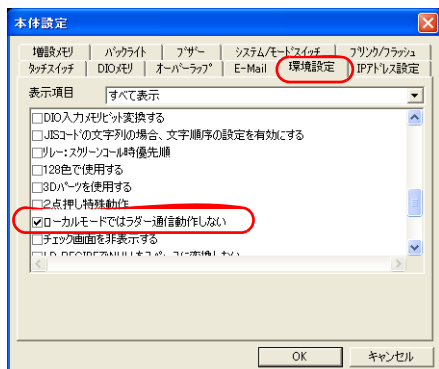 本体設定
増設メモリ バックライト ブザー システム/モードスイッチ ブリンク/フラッシュ
タッチスイッチ DIOメモリ オーバーラップ E-Mail 環境設定 IPアドレス設定
表示項目 すべて表示
DIO入力メモリビット変換する
JISコードの文字列の場合、文字順序の設定を有効にする
リレー:スクリーンコール時優先順
128色で使用する
3Dパーツを使用する
2点押し特殊動作
ローカルモードではラダー通信動作しない
チェック画面を非表示する
OK キャンセル